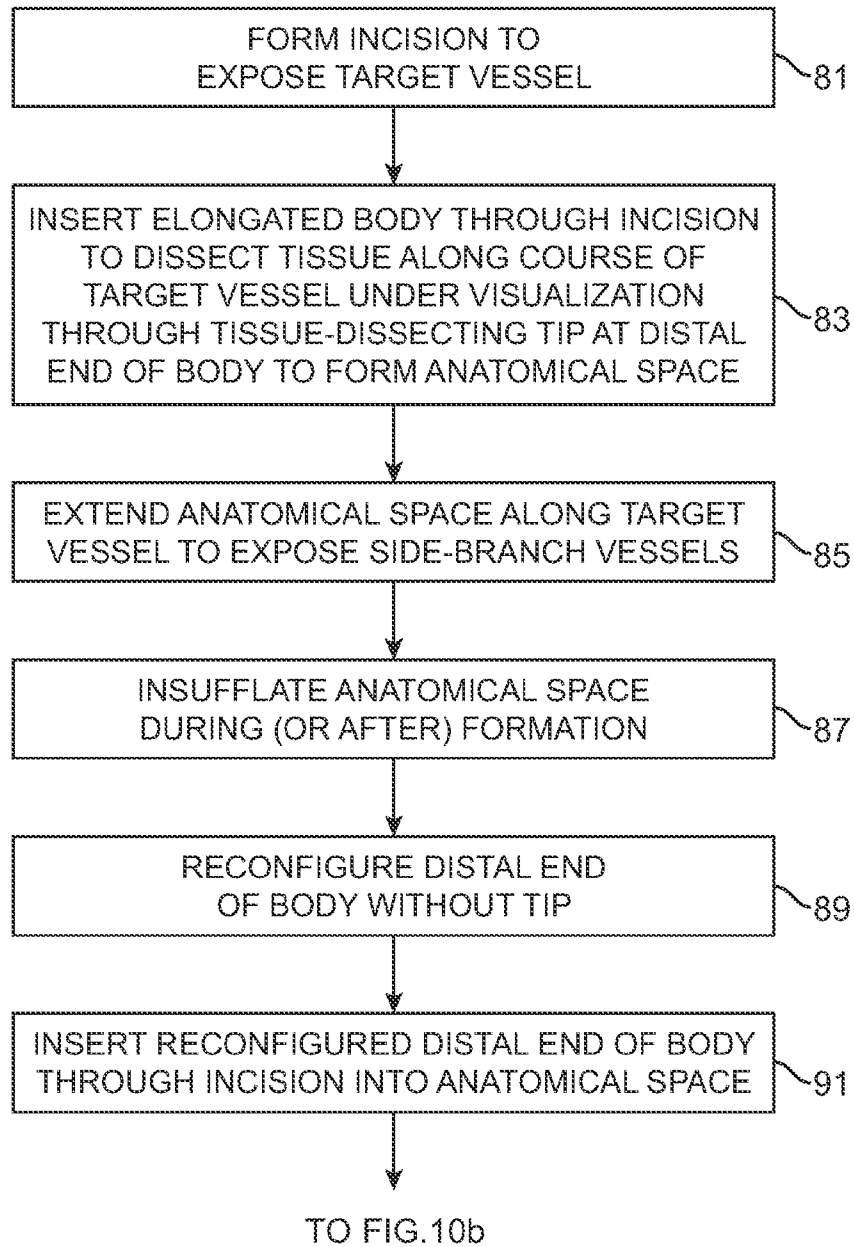 FORM INCISION TO
EXPOSE TARGET VESSEL
81
INSERT ELONGATED BODY THROUGH INCISION
TO DISSECT TISSUE ALONG COURSE OF
TARGET VESSEL UNDER VISUALIZATION
THROUGH TISSUE-DISSECTING TIP AT DISTAL
END OF BODY TO FORM ANATOMICAL SPACE
83
EXTEND ANATOMICAL SPACE ALONG TARGET
VESSEL TO EXPOSE SIDE-BRANCH VESSELS
85
INSUFFLATE ANATOMICAL SPACE
DURING (OR AFTER) FORMATION
87
RECONFIGURE DISTAL END
OF BODY WITHOUT TIP
89
INSERT RECONFIGURED DISTAL END OF BODY
THROUGH INCISION INTO ANATOMICAL SPACE
91
TO FIG.10b